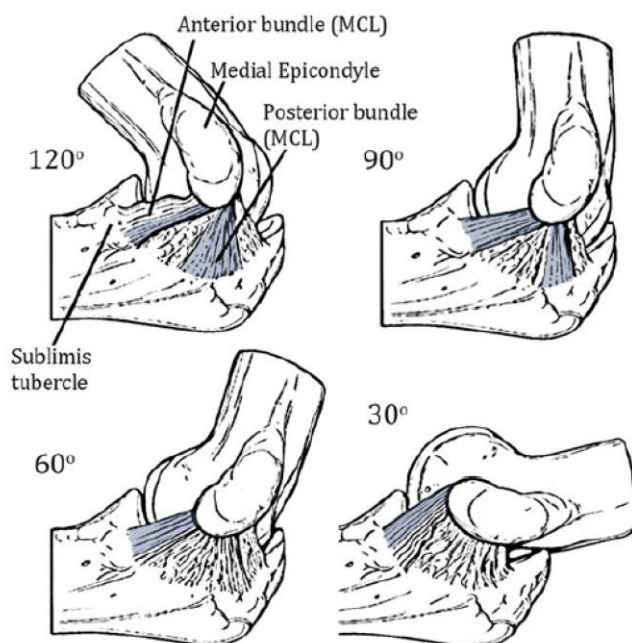 Anterior bundle (MCL)
Medial Epicondyle
Posterior bundle
(MCL)
120°
90°
Sublimis
tubercle
60°
30°